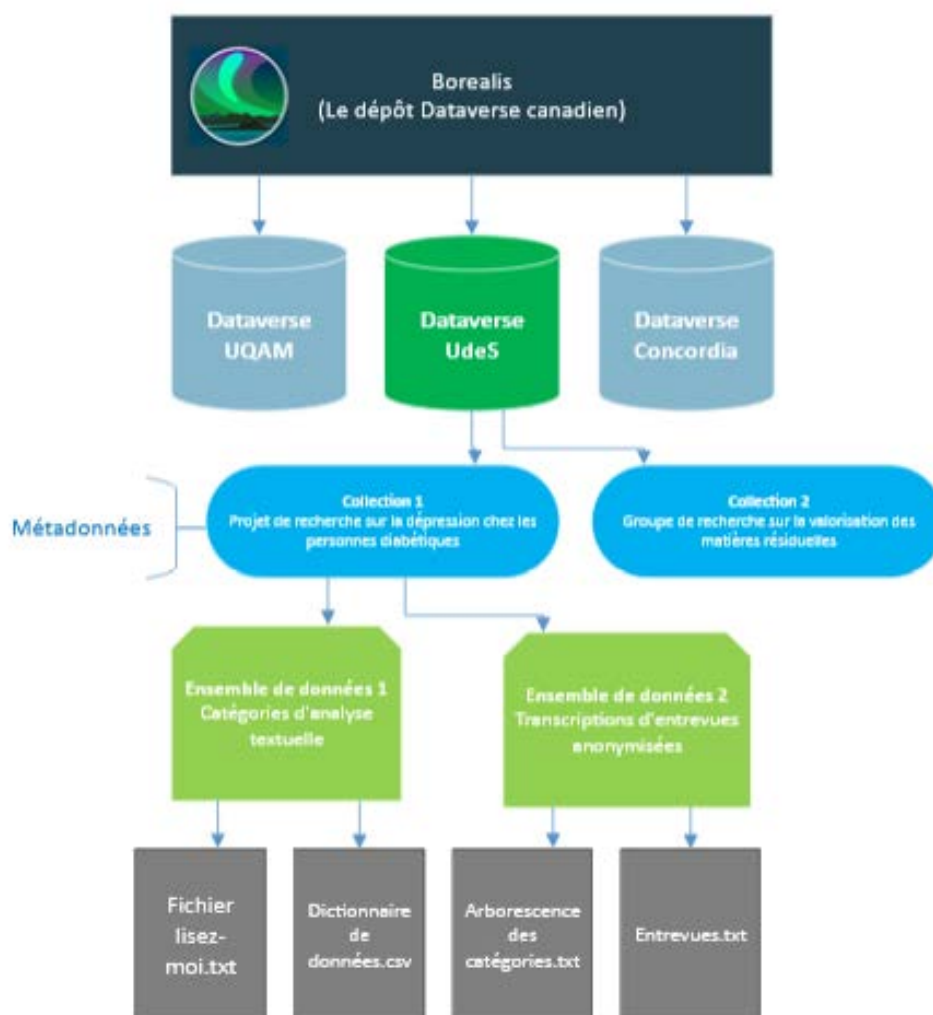 Borealis
(Le dépôt Dataverse canadien)
Dataverse
UQAM
Dataverse
UdeS
Dataverse
Concordia
Métadonnées
Collection 1
Projet de recherche sur la dépression chez les
personnes diabétiques
Collection 2
Groupe de recherche sur la valorisation des
matières résiduelles
Ensemble de données 1
Catégories d'analyse
textuelle
Ensemble de données 2
Transcriptions d'entrevues
anonymisées
Fichier
lisez-
moi.txt
Dictionnaire
de
données.csv
Arborescence
des
catégories.txt
Entrevues.txt